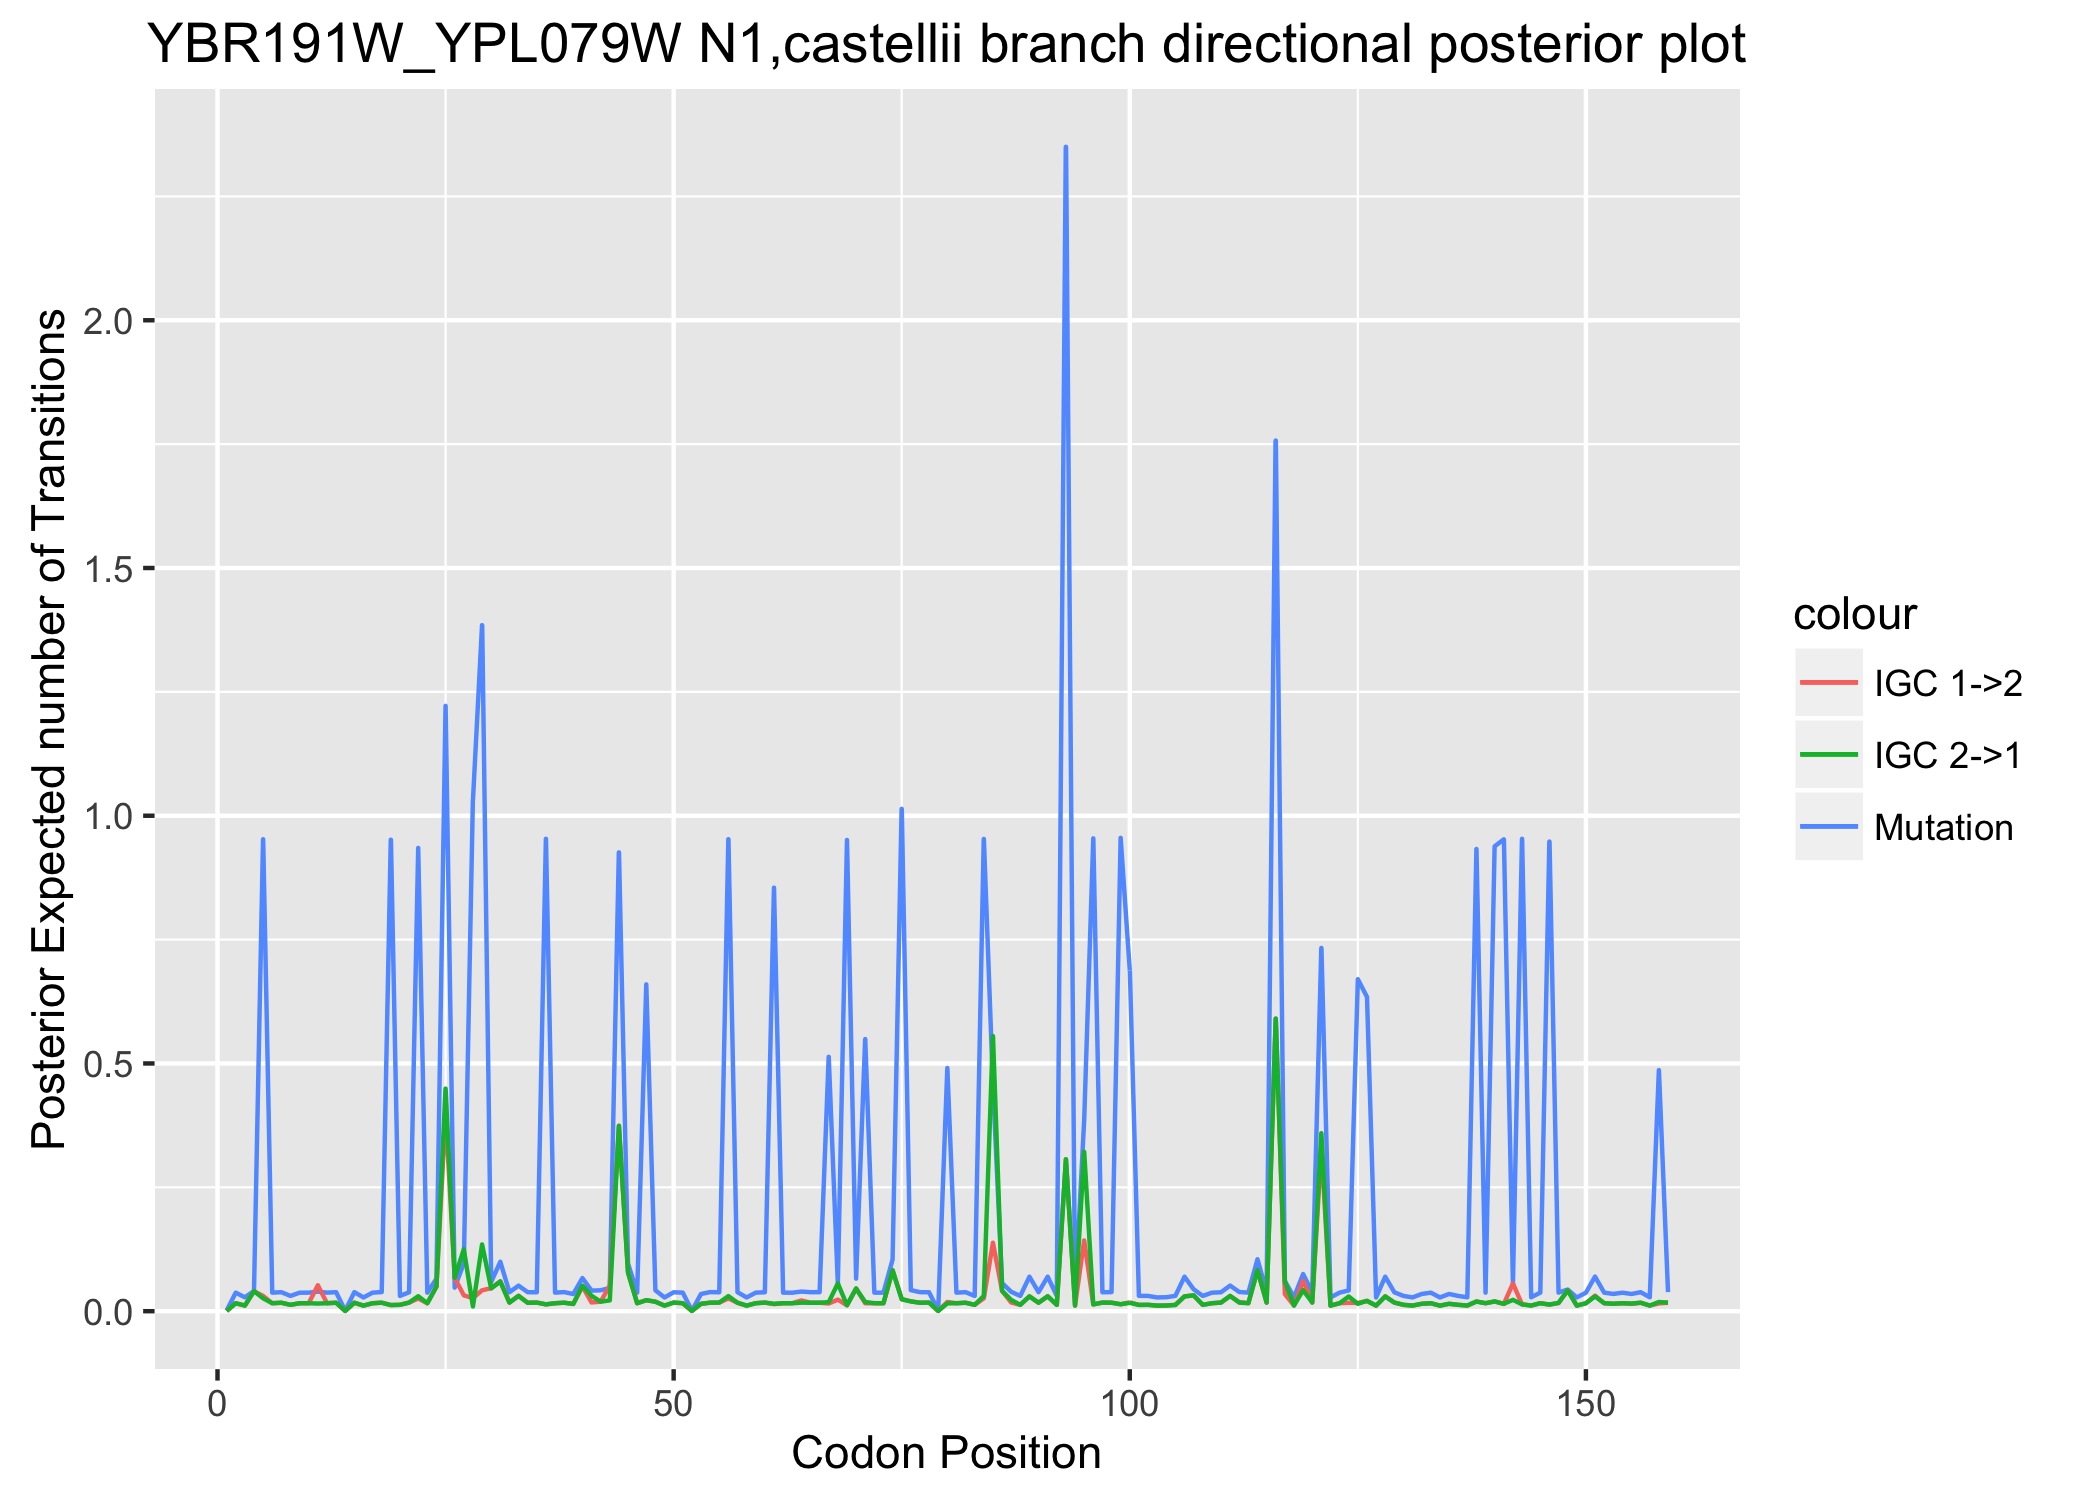 YBR191W_YPL079W N1,castellii branch directional posterior plot
Posterior Expected number of Transitions
2.0
1.5
1.0
0.5
0.0
0
50
100
150
Codon Position
colour
IGC 1->2
IGC 2->1
Mutation